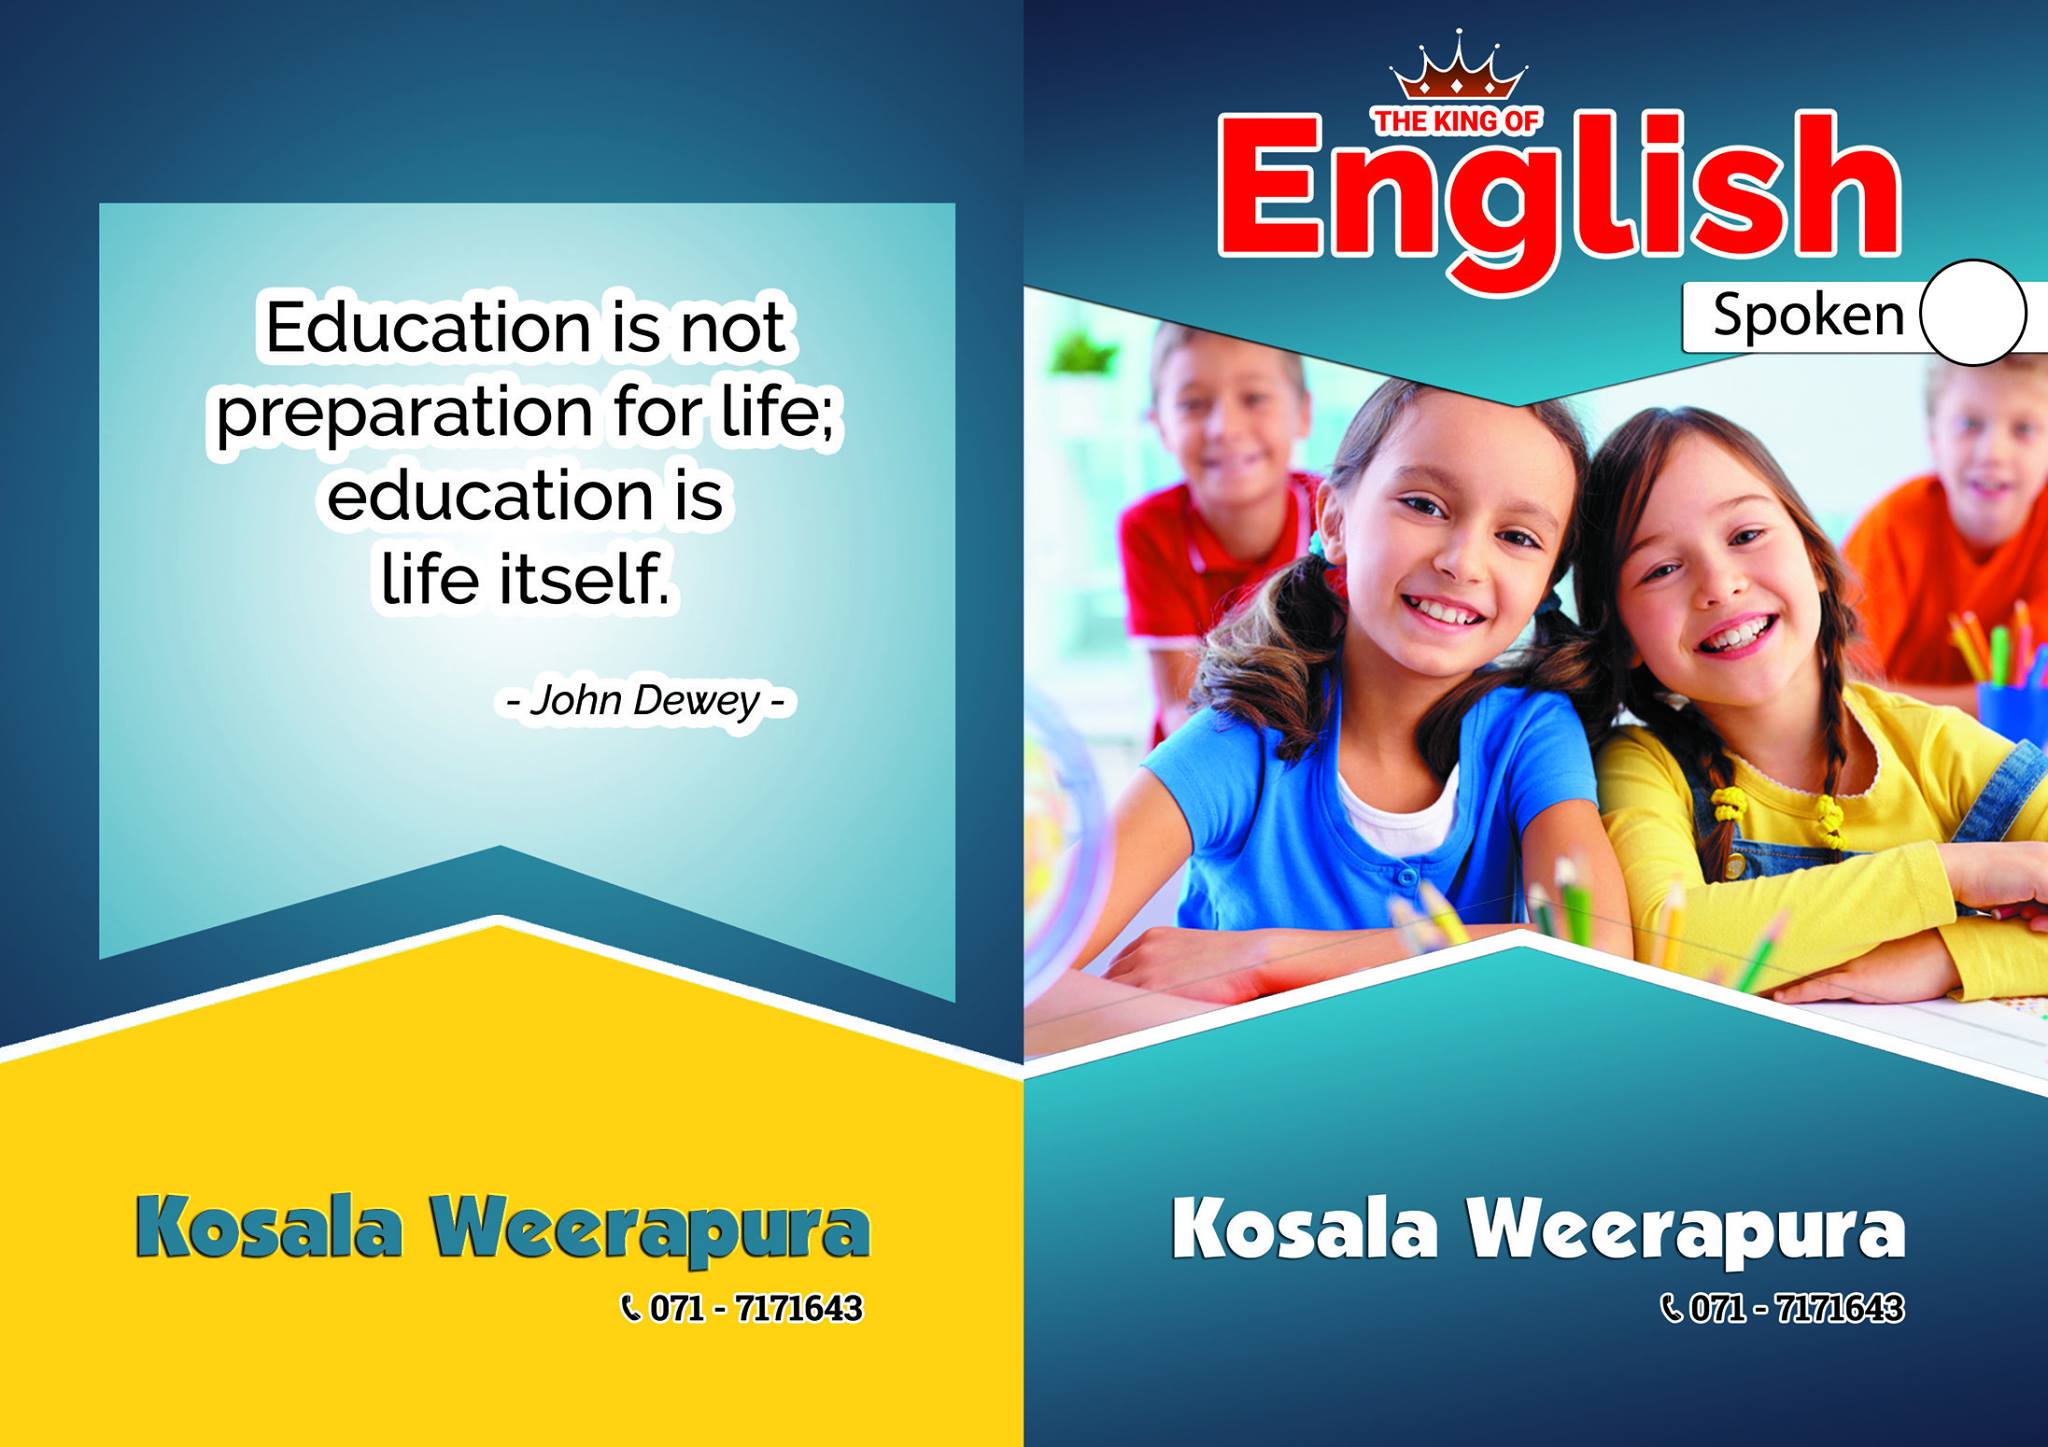 Education is not
preparation for life;
education is
life itself.
- John Dewey -
Kosala Weerapura
071 - 7171643
THE KING OF
English
Spoken
Kosala Weerapura
071 - 7171643